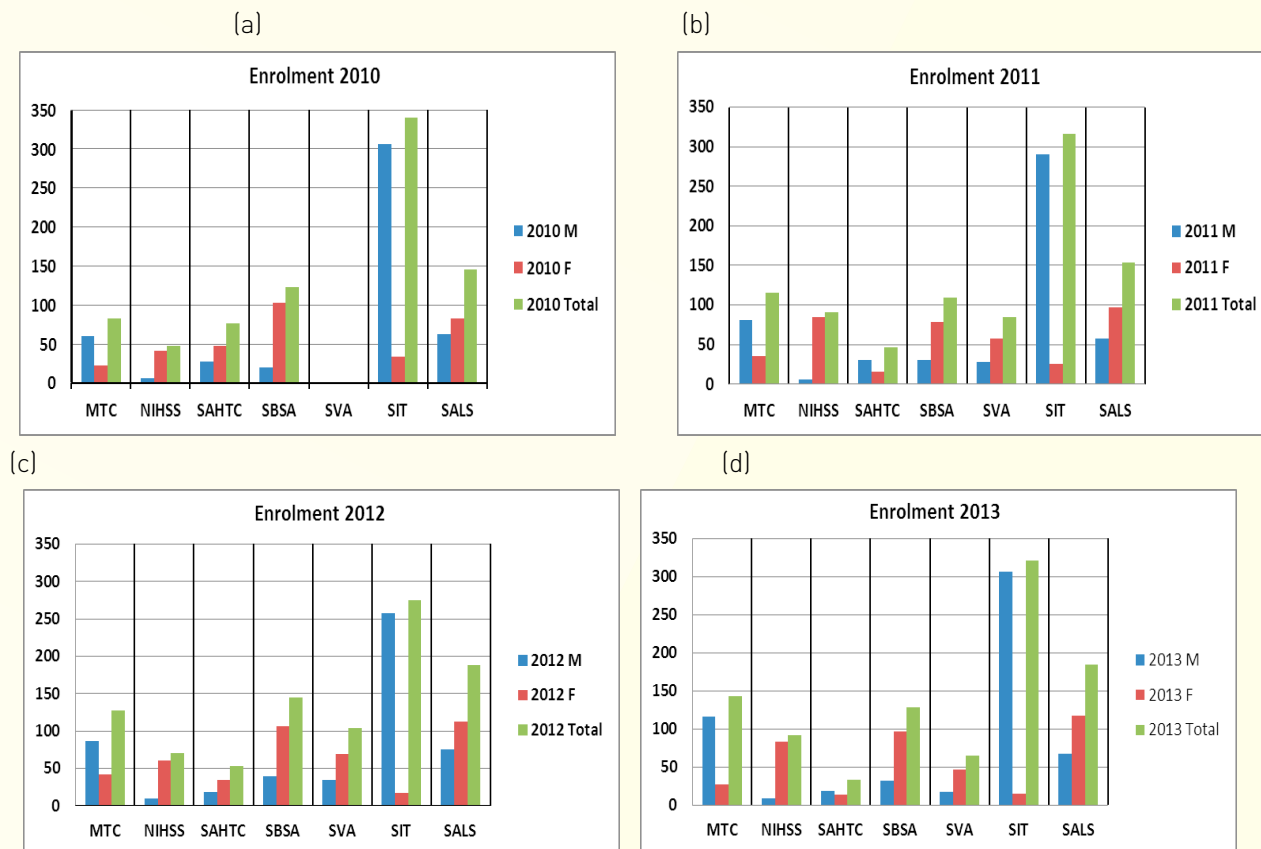 (a)
Enrolment 2010
350
300
250
200
150
100
50
0
MTC NIHSS SAHTC SBSA SVA SIT SALS
2010 M
2010 F
2010 Total
(b)
Enrolment 2011
350
300
250
200
150
100
50
0
MTC NIHSS SAHTC SBSA SVA SIT SALS
2011 M
2011 F
2011 Total
(c)
Enrolment 2012
350
300
250
200
150
100
50
0
MTC NIHSS SAHTC SBSA SVA SIT SALS
2012 M
2012 F
2012 Total
(d)
Enrolment 2013
350
300
250
200
150
100
50
0
MTC NIHSS SAHTC SBSA SVA SIT SALS
2013 M
2013 F
2013 Total